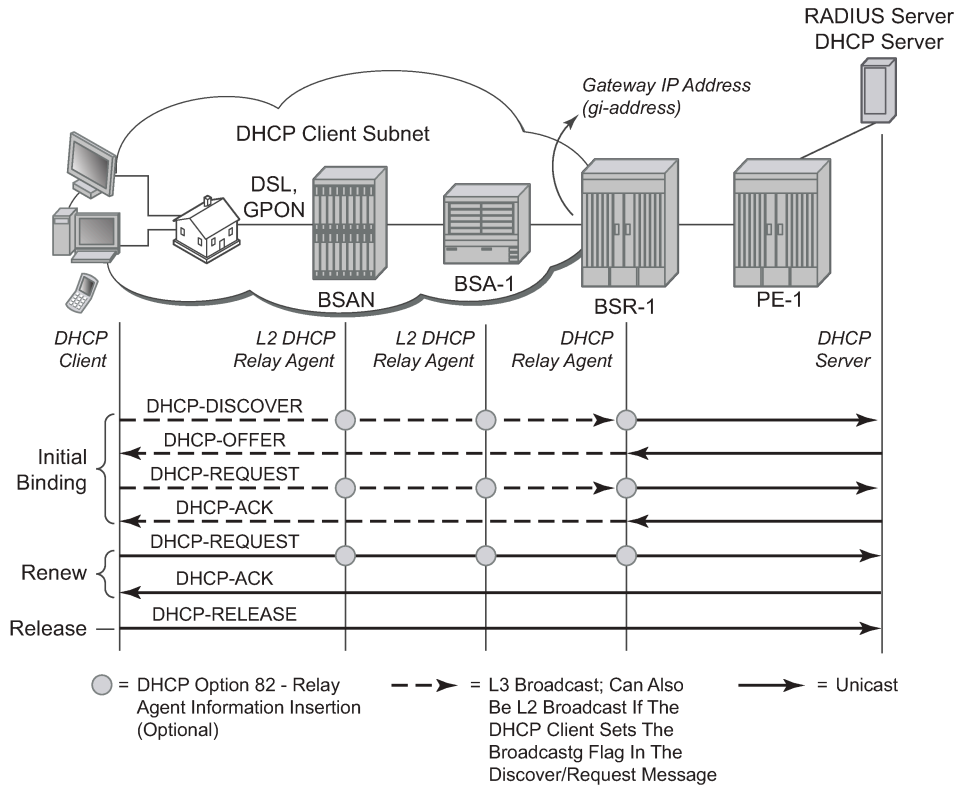 RADIUS Server
DHCP Server
Gateway IP Address
(gi-address)
DHCP Client Subnet
DSL,
GPON
BSAN
BSA-1
BSR-1
PE-1
DHCP
Client
L2 DHCP
Relay Agent
L2 DHCP
Relay Agent
DHCP
Relay Agent
DHCP
Server
Initial
Binding
DHCP-DISCOVER
DHCP-OFFER
DHCP-REQUEST
DHCP-ACK
Renew
DHCP-REQUEST
DHCP-ACK
Release
DHCP-RELEASE
= DHCP Option 82 - Relay
Agent Information Insertion
(Optional)
= L3 Broadcast; Can Also
Be L2 Broadcast If The
DHCP Client Sets The
Broadcastg Flag In The
Discover/Request Message
= Unicast